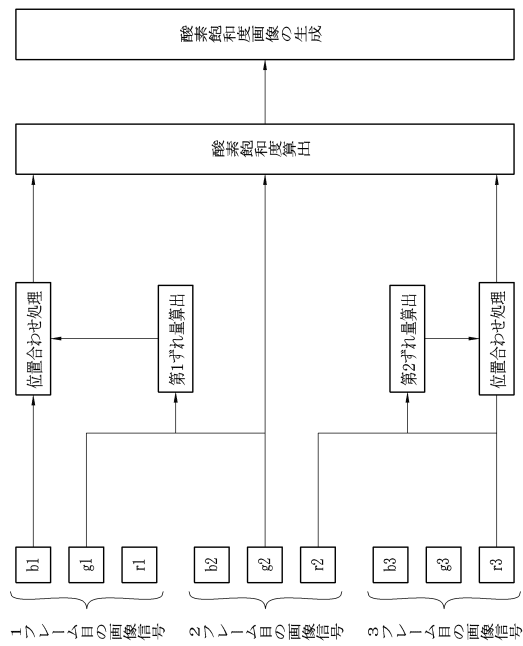 1フレーム目の画像信号
b1
g1
r1
2フレーム目の画像信号
b2
g2
r2
3フレーム目の画像信号
b3
g3
r3
第1ずれ量算出
第2ずれ量算出
位置合わせ処理
位置合わせ処理
酸素飽和度算出
酸素飽和度画像の生成